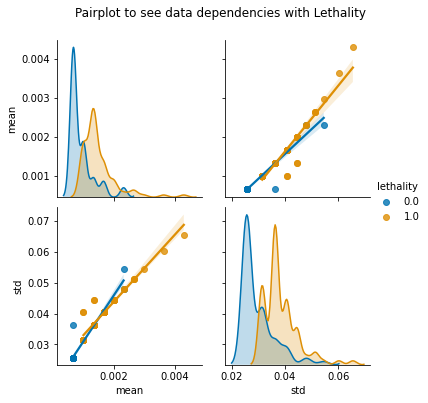 Pairplot to see data dependencies with Lethality
0.004
0.003
0.002
0.001
mean
lethality
0.0
1.0
0.07
0.06
0.05
0.04
0.03
std
0.002
0.004
mean
0.02
0.04
0.06
std